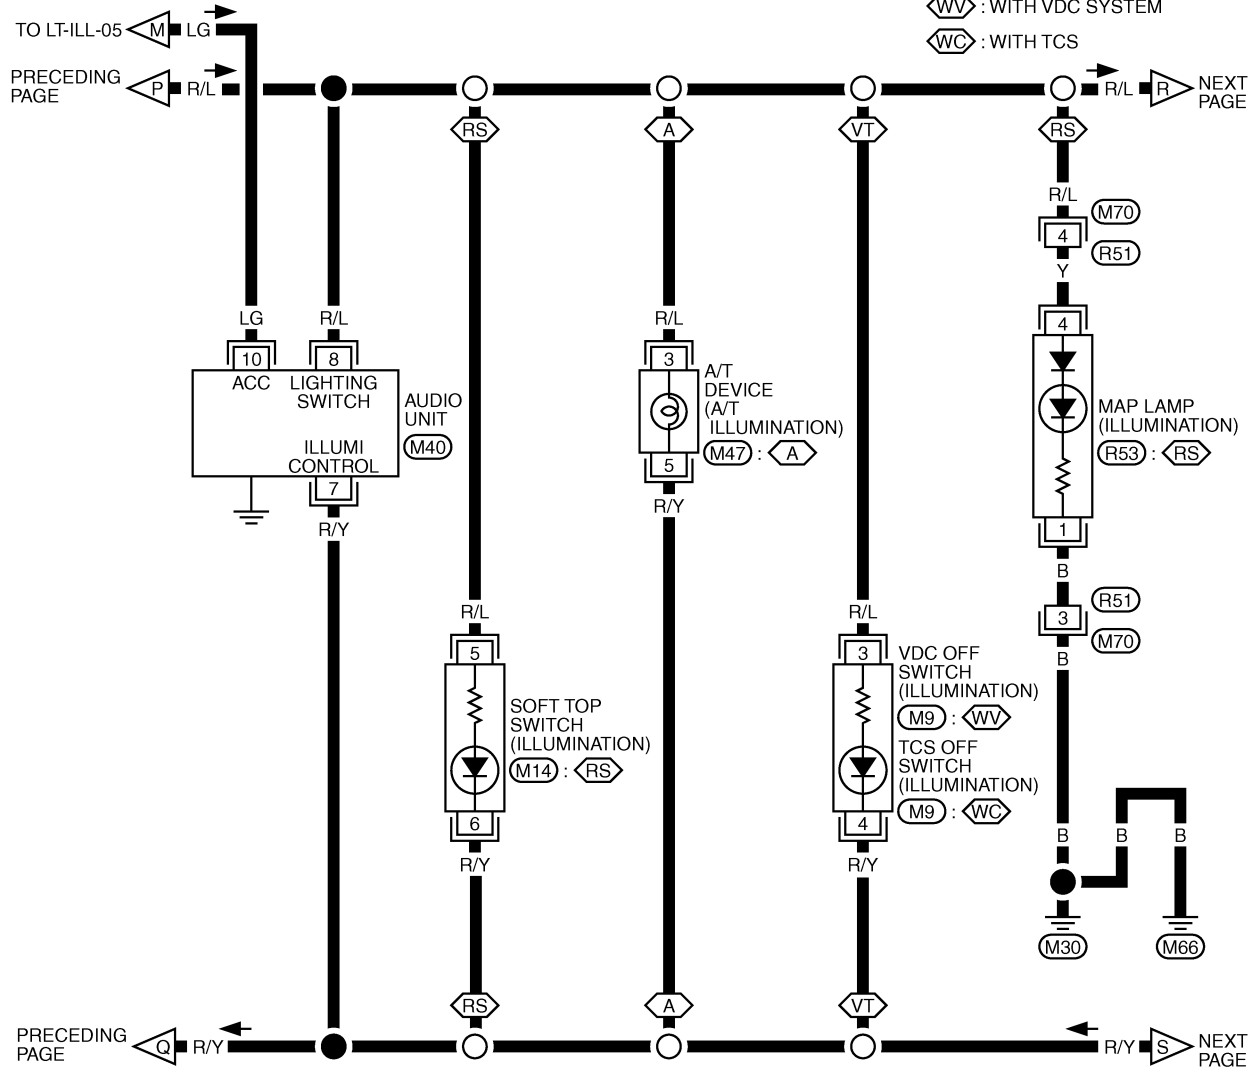 WV : WITH VDC SYSTEM
TO LT-ILL-05 M LG
WC : WITH TCS
PRECEDING
PAGE
P R/L
R/L R
NEXT
PAGE
RS A VT RS
R/L
M70
4
R51
Y
LG R/L R/L
10 8 3 4
ACC LIGHTING
SWITCH
ILLUMI
CONTROL
7
R/Y
AUDIO
UNIT
M40
A/T
DEVICE
(A/T
ILLUMINATION)
M47 : A
5
R/Y
MAP LAMP
(ILLUMINATION)
R53 : RS
1
B
R51
3
M70
B
R/L R/L
5 3
SOFT TOP
SWITCH
(ILLUMINATION)
M14 : RS
6
R/Y
VDC OFF
SWITCH
(ILLUMINATION)
M9 : WV
TCS OFF
SWITCH
(ILLUMINATION)
M9 : WC
4
R/Y
B B B
M30 M66
RS A VT
PRECEDING
PAGE
Q R/Y
R/Y S
NEXT
PAGE